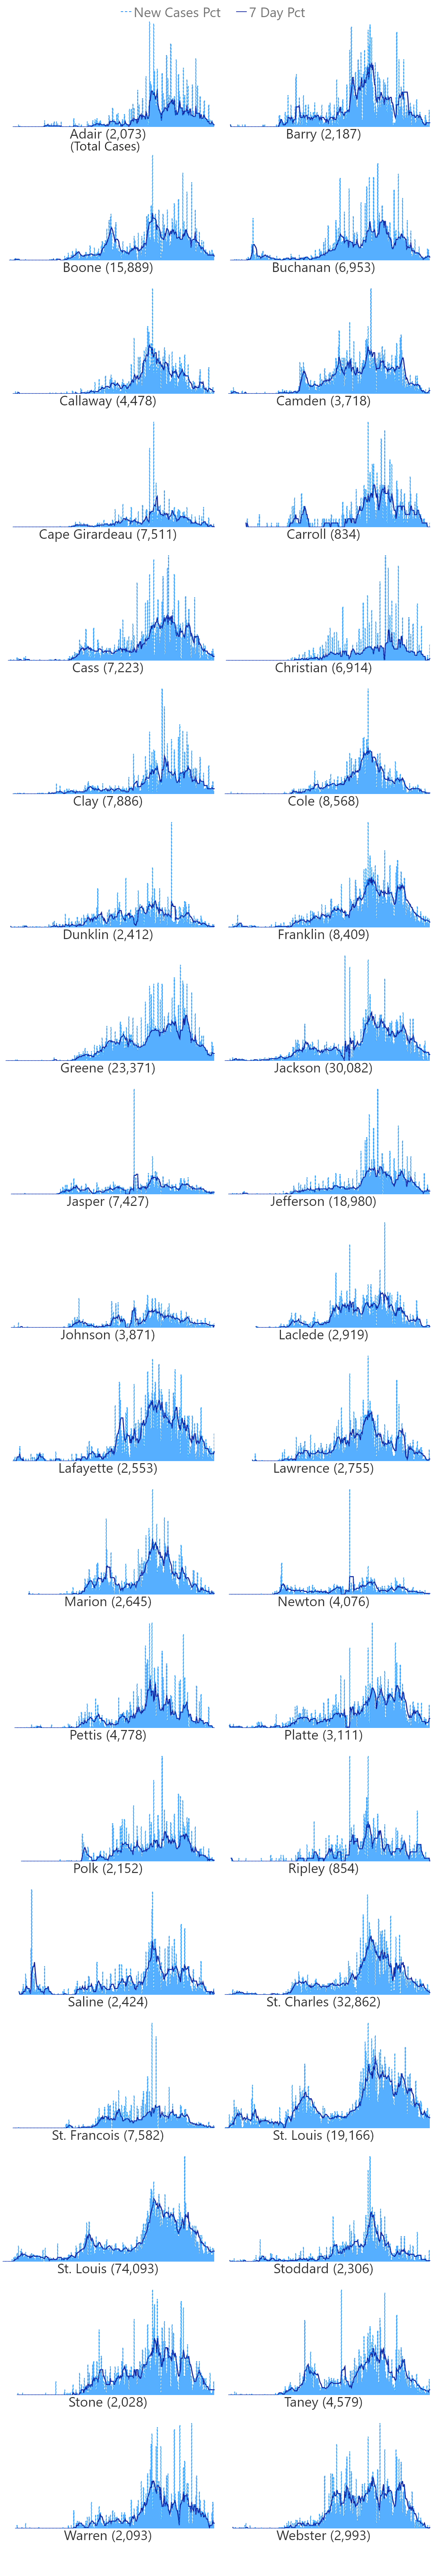 New Cases Pct 7 Day Pct
Adair (2,073) Barry (2,187)
(Total Cases)
Boone (15,889) Buchanan (6,953)
Callaway (4,478) Camden (3,718)
Cape Girardeau (7,511) Carroll (834)
Cass (7,223) Christian (6,914)
Clay (7,886) Cole (8,568)
Dunklin (2,412) Franklin (8,409)
Greene (23,371) Jackson (30,082)
Jasper (7,427) Jefferson (18,980)
Johnson (3,871) Laclede (2,919)
Lafayette (2,553) Lawrence (2,755)
Marion (2,645) Newton (4,076)
Pettis (4,778) Platte (3,111)
Polk (2,152) Ripley (854)
Saline (2,424) St. Charles (32,862)
St. Francois (7,582) St. Louis (19,166)
St. Louis (74,093) Stoddard (2,306)
Stone (2,028) Taney (4,579)
Warren (2,093) Webster (2,993)